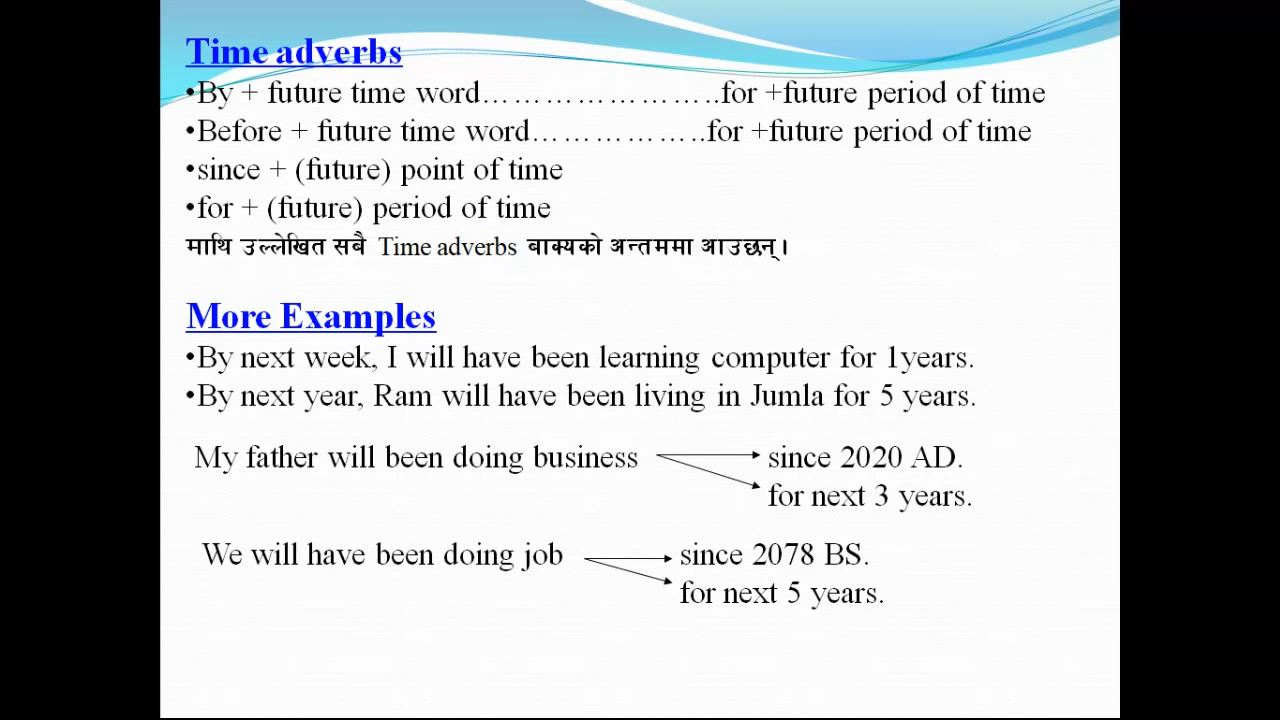 Time adverbs
•By + future time word…………………..for +future period of time
•Before + future time word……………..for +future period of time
•since + (future) point of time
•for + (future) period of time
माथि उल्लेखित सबै Time adverbs वाक्यको अन्तममा आउछन्।
More Examples
•By next week, I will have been learning computer for 1years.
•By next year, Ram will have been living in Jumla for 5 years.
My father will been doing business since 2020 AD.
for next 3 years.
We will have been doing job since 2078 BS.
for next 5 years.